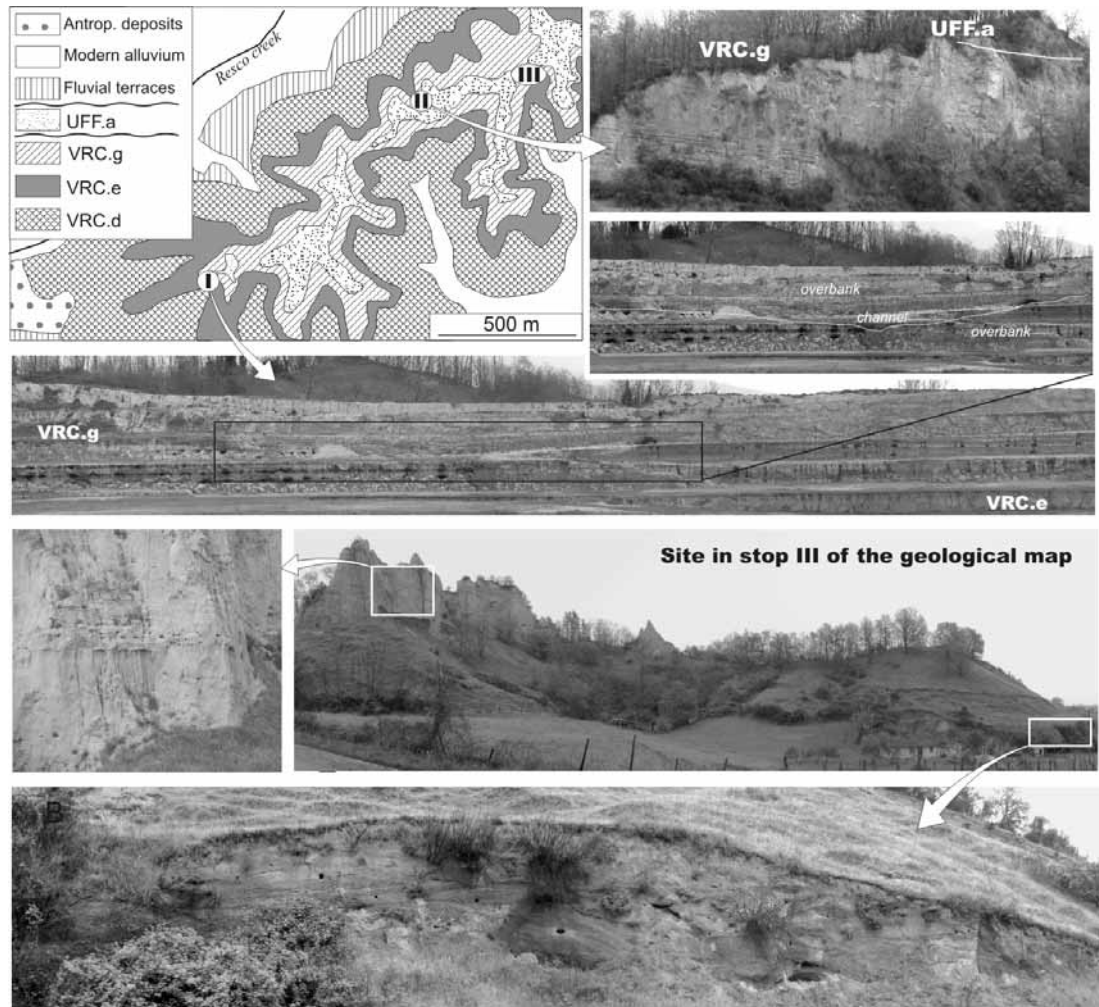 Antrop. deposits
Modern alluvium
Fluvial terraces
UFF.a
VRC.g
VRC.e
VRC.d
Resco creek
I
II
III
500 m
VRC.g
UFF.a
overbank
channel
overbank
VRC.g
VRC.e
Site in stop III of the geological map
B